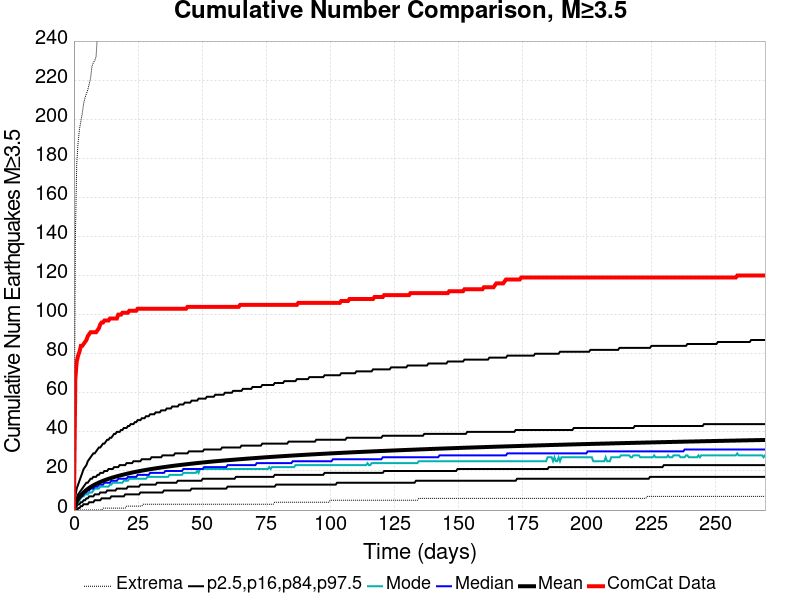 Cumulative Number Comparison, M≥3.5
Cumulative Num Earthquakes M≥3.5
240
220
200
180
160
140
120
100
80
60
40
20
0
0 25 50 75 100 125 150 175 200 225 250
Time (days)
Extrema p2.5,p16,p84,p97.5 Mode Median Mean ComCat Data